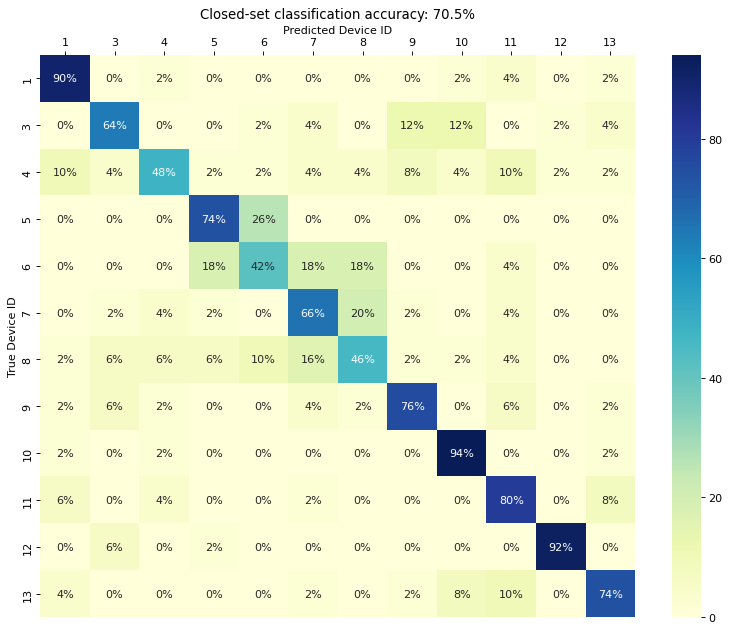 Closed-set classification accuracy: 70.5%
Predicted Device ID
1 3 4 5 6 7 8 9 10 11 12 13
True Device ID
1 90% 0% 2% 0% 0% 0% 0% 0% 2% 4% 0% 2%
3 0% 64% 0% 0% 2% 4% 0% 12% 12% 0% 2% 4%
4 10% 4% 48% 2% 2% 4% 4% 8% 4% 10% 2% 2%
5 0% 0% 0% 74% 26% 0% 0% 0% 0% 0% 0% 0%
6 0% 0% 0% 18% 42% 18% 18% 0% 0% 4% 0% 0%
7 0% 2% 4% 2% 0% 66% 20% 2% 0% 4% 0% 0%
8 2% 6% 6% 6% 10% 16% 46% 2% 2% 4% 0% 0%
9 2% 6% 2% 0% 0% 4% 2% 76% 0% 6% 0% 2%
10 2% 0% 2% 0% 0% 0% 0% 0% 94% 0% 0% 2%
11 6% 0% 4% 0% 0% 2% 0% 0% 0% 80% 0% 8%
12 0% 6% 0% 2% 0% 0% 0% 0% 0% 0% 92% 0%
13 4% 0% 0% 0% 0% 2% 0% 2% 8% 10% 0% 74%
80
60
40
20
0